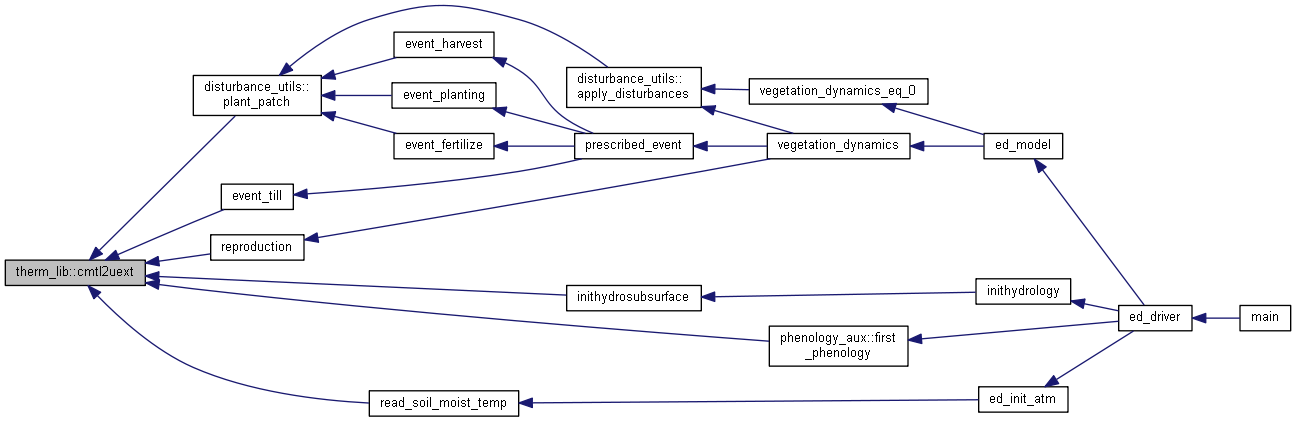 event_harvest
disturbance_utils::
plant_patch
disturbance_utils::
apply_disturbances
vegetation_dynamics_eq_0
event_planting
event_fertilize
prescribed_event
vegetation_dynamics
ed_model
event_till
reproduction
therm_lib::cmtl2uext
inithydrosubsurface
inithydrology
ed_driver
main
phenology_aux::first
_phenology
read_soil_moist_temp
ed_init_atm